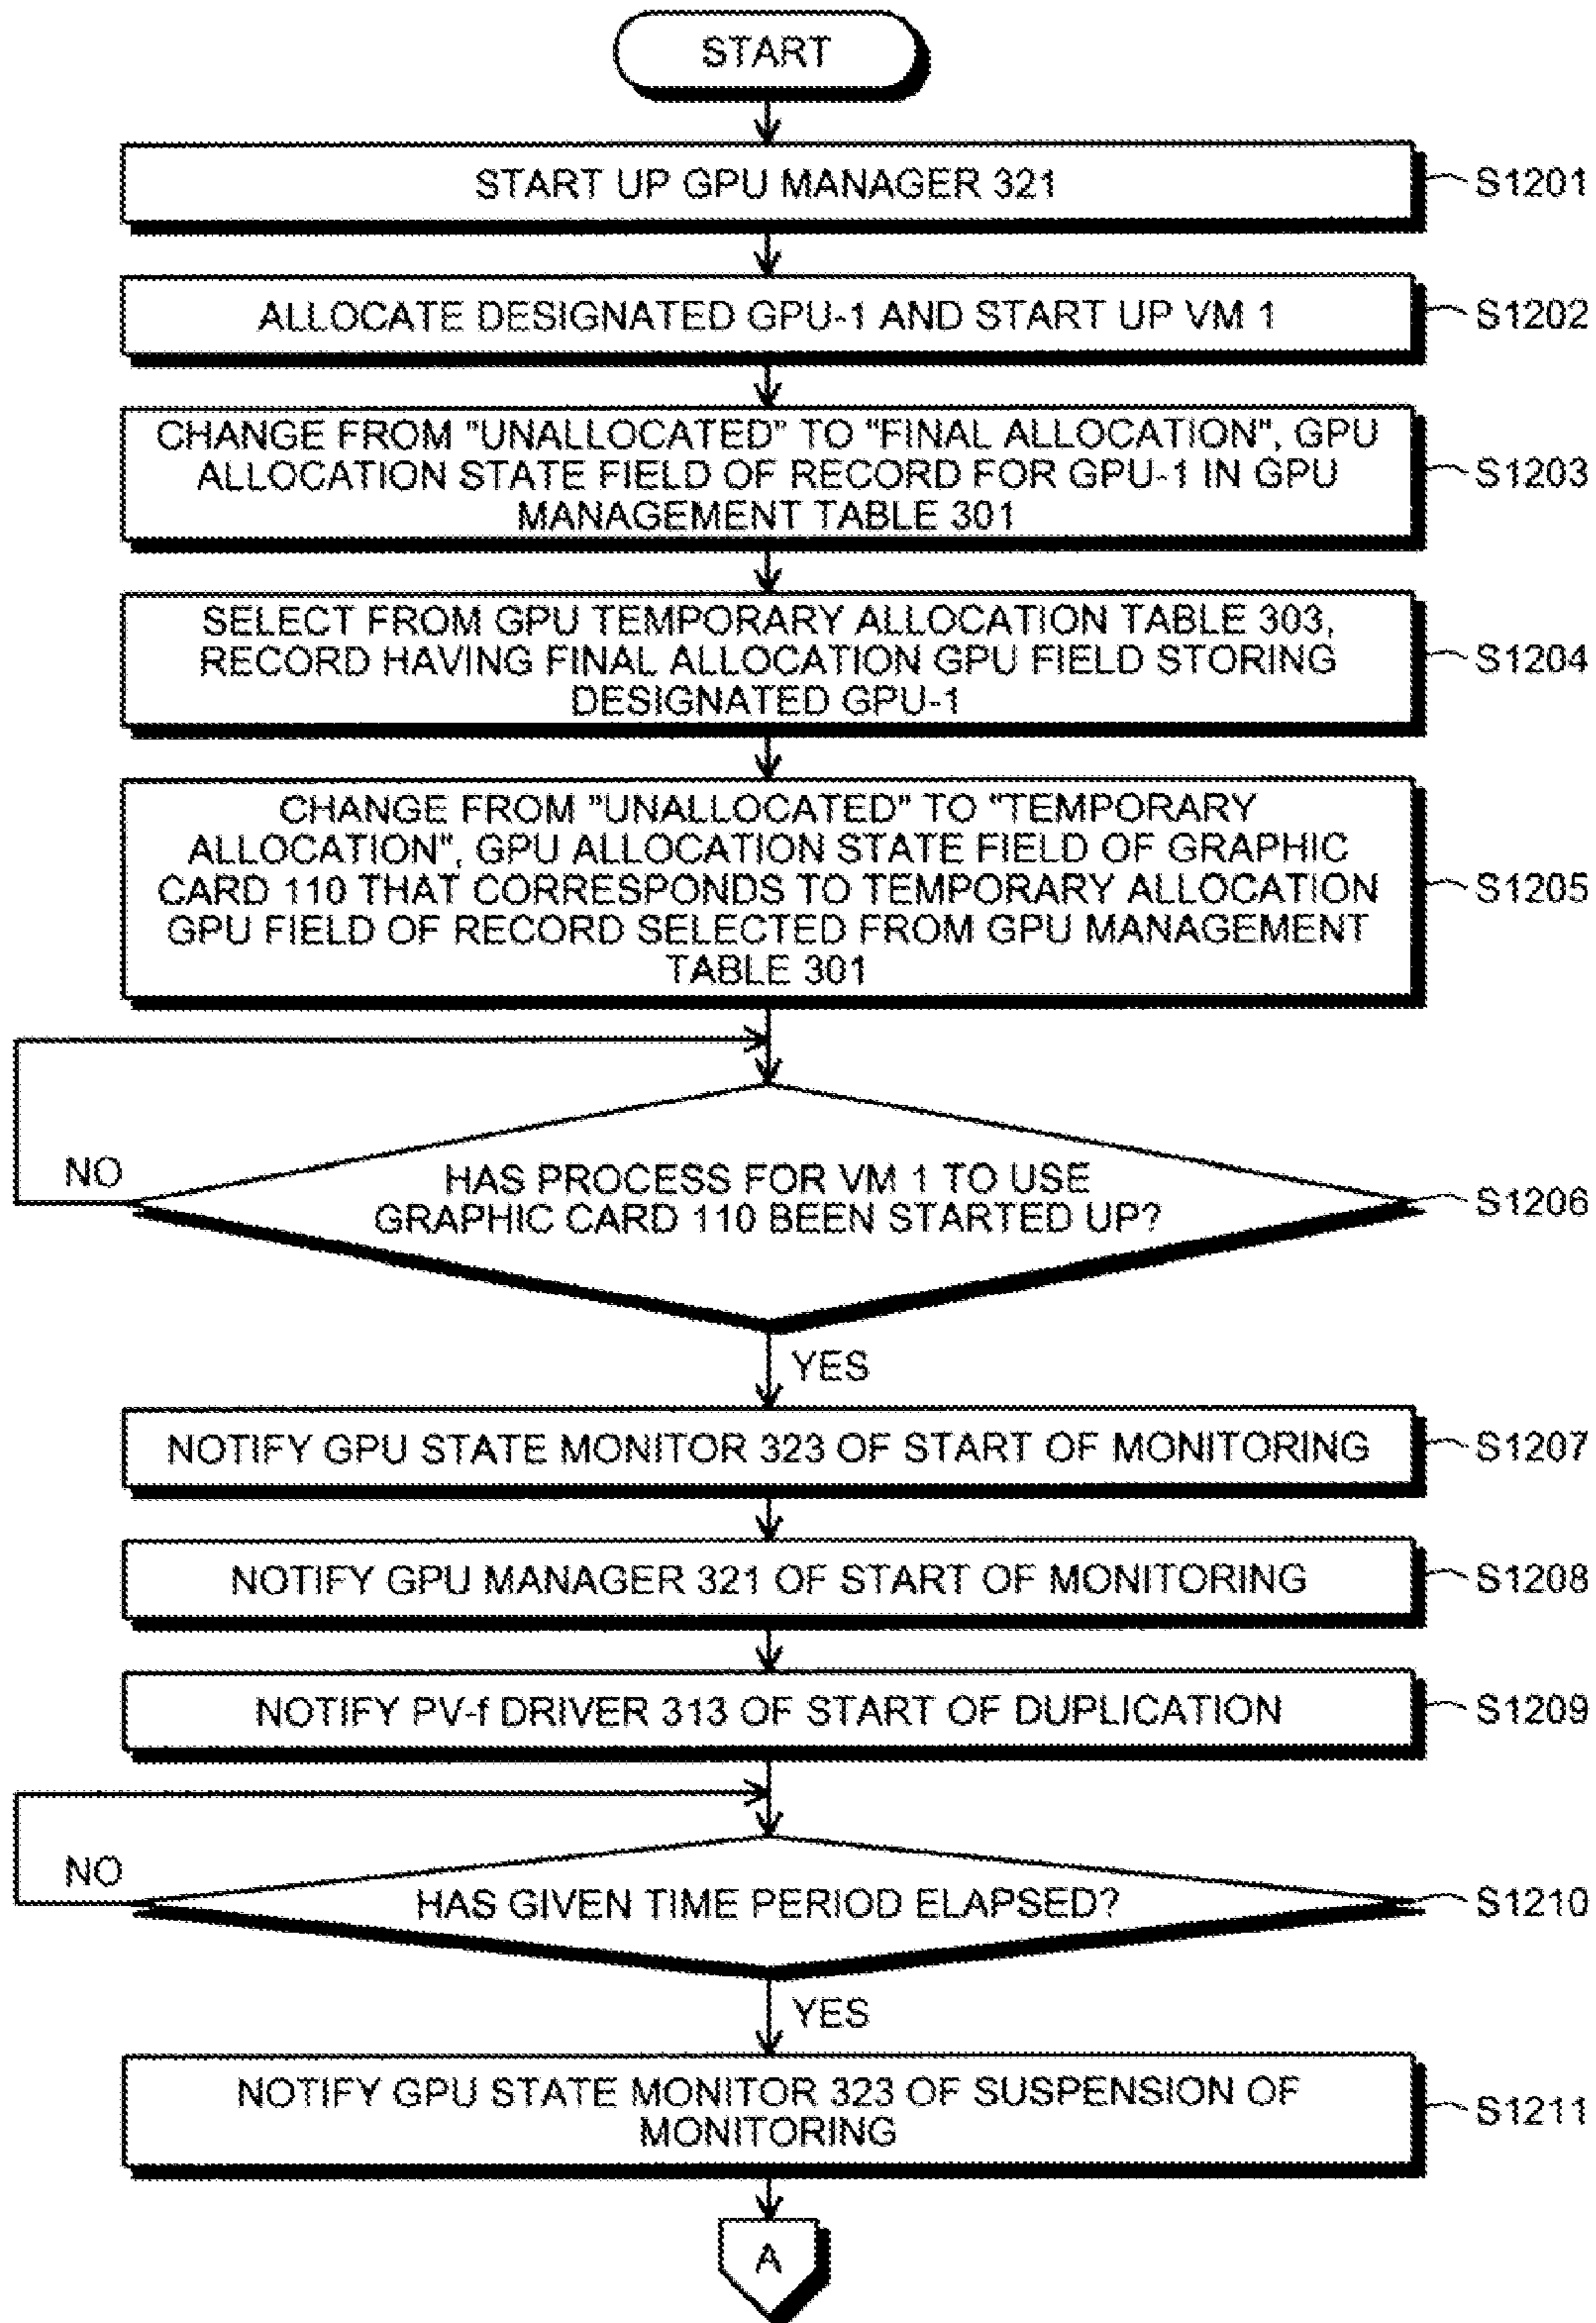 START
START UP GPU MANAGER 321
S1201
ALLOCATE DESIGNATED GPU-1 AND START UP VM 1
S1202
CHANGE FROM "UNALLOCATED" TO "FINAL ALLOCATION", GPU
ALLOCATION STATE FIELD OF RECORD FOR GPU-1 IN GPU
MANAGEMENT TABLE 301
S1203
SELECT FROM GPU TEMPORARY ALLOCATION TABLE 303,
RECORD HAVING FINAL ALLOCATION GPU FIELD STORING
DESIGNATED GPU-1
S1204
CHANGE FROM "UNALLOCATED" TO "TEMPORARY
ALLOCATION", GPU ALLOCATION STATE FIELD OF GRAPHIC
CARD 110 THAT CORRESPONDS TO TEMPORARY ALLOCATION
GPU FIELD OF RECORD SELECTED FROM GPU MANAGEMENT
TABLE 301
S1205
NO
HAS PROCESS FOR VM 1 TO USE
GRAPHIC CARD 110 BEEN STARTED UP?
S1206
YES
NOTIFY GPU STATE MONITOR 323 OF START OF MONITORING
S1207
NOTIFY GPU MANAGER 321 OF START OF MONITORING
S1208
NOTIFY PV-f DRIVER 313 OF START OF DUPLICATION
S1209
NO
HAS GIVEN TIME PERIOD ELAPSED?
S1210
YES
NOTIFY GPU STATE MONITOR 323 OF SUSPENSION OF
MONITORING
S1211
A